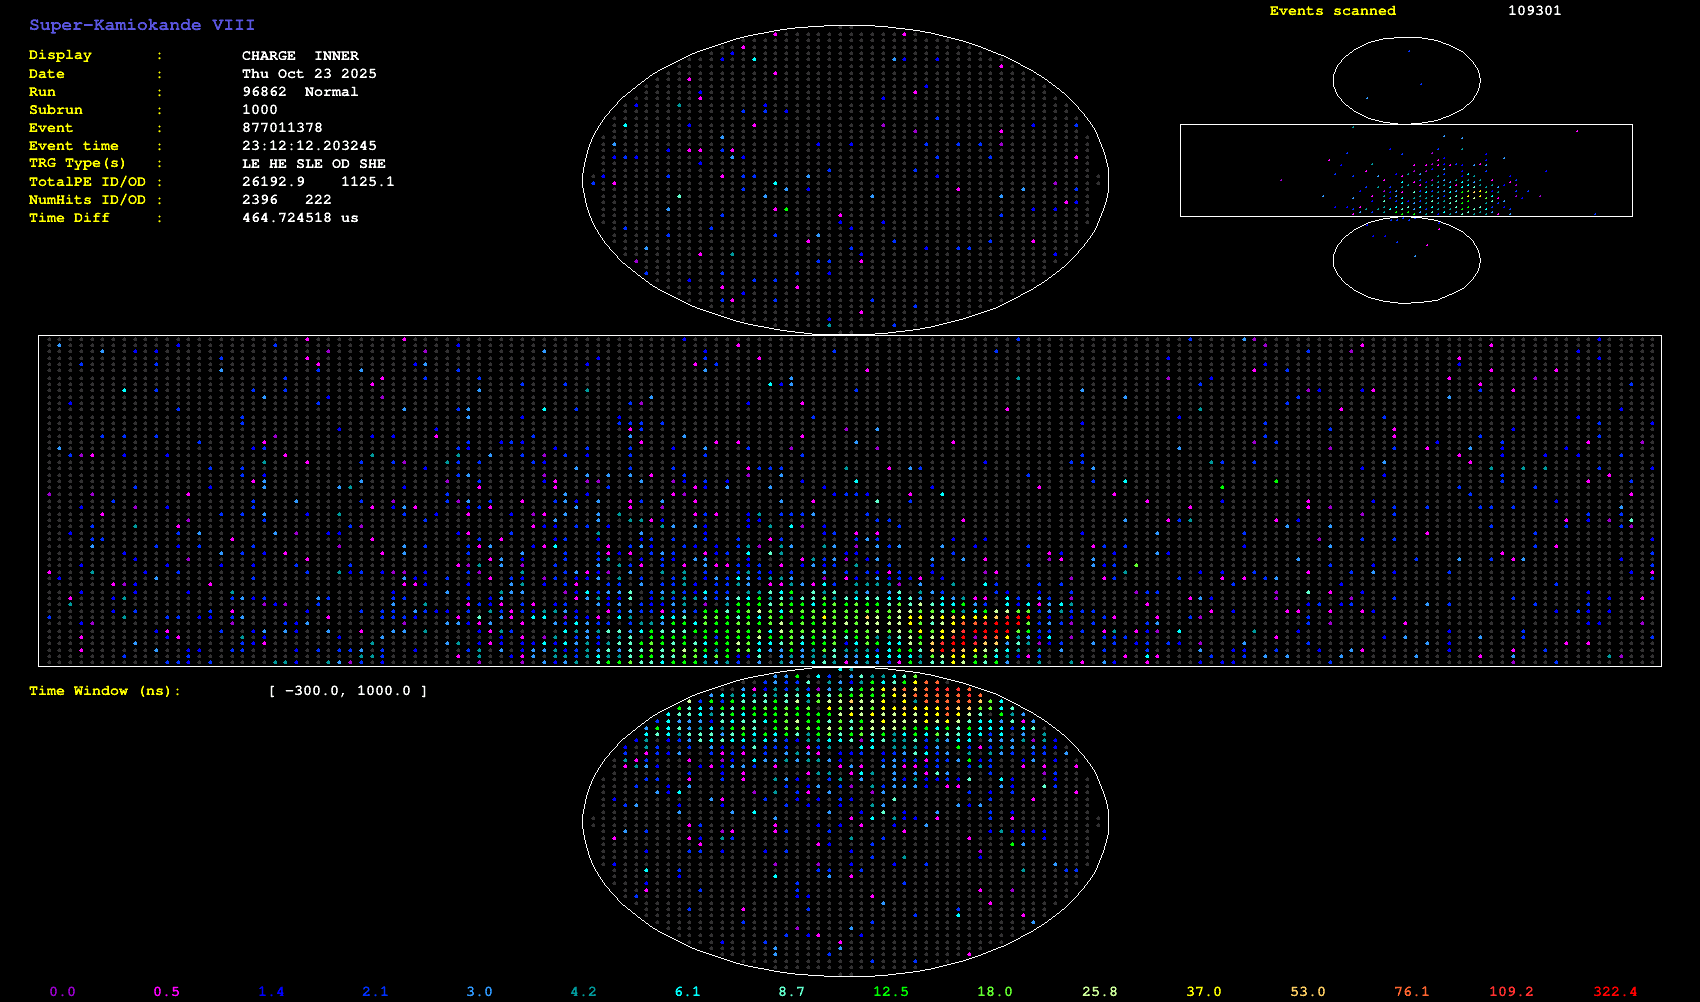 Super-Kamiokande VIII
Events scanned 109301
Display : CHARGE INNER
Date : Thu Oct 23 2025
Run : 96862 Normal
Subrun : 1000
Event : 877011378
Event time : 23:12:12.203245
TRG Type(s) : LE HE SLE OD SHE
TotalPE ID/OD : 26192.9 1125.1
NumHits ID/OD : 2396 222
Time Diff : 464.724518 us
Time Window (ns): [ -300.0, 1000.0 ]
0.0 0.5 1.4 2.1 3.0 4.2 6.1 8.7 12.5 18.0 25.8 37.0 53.0 76.1 109.2 322.4